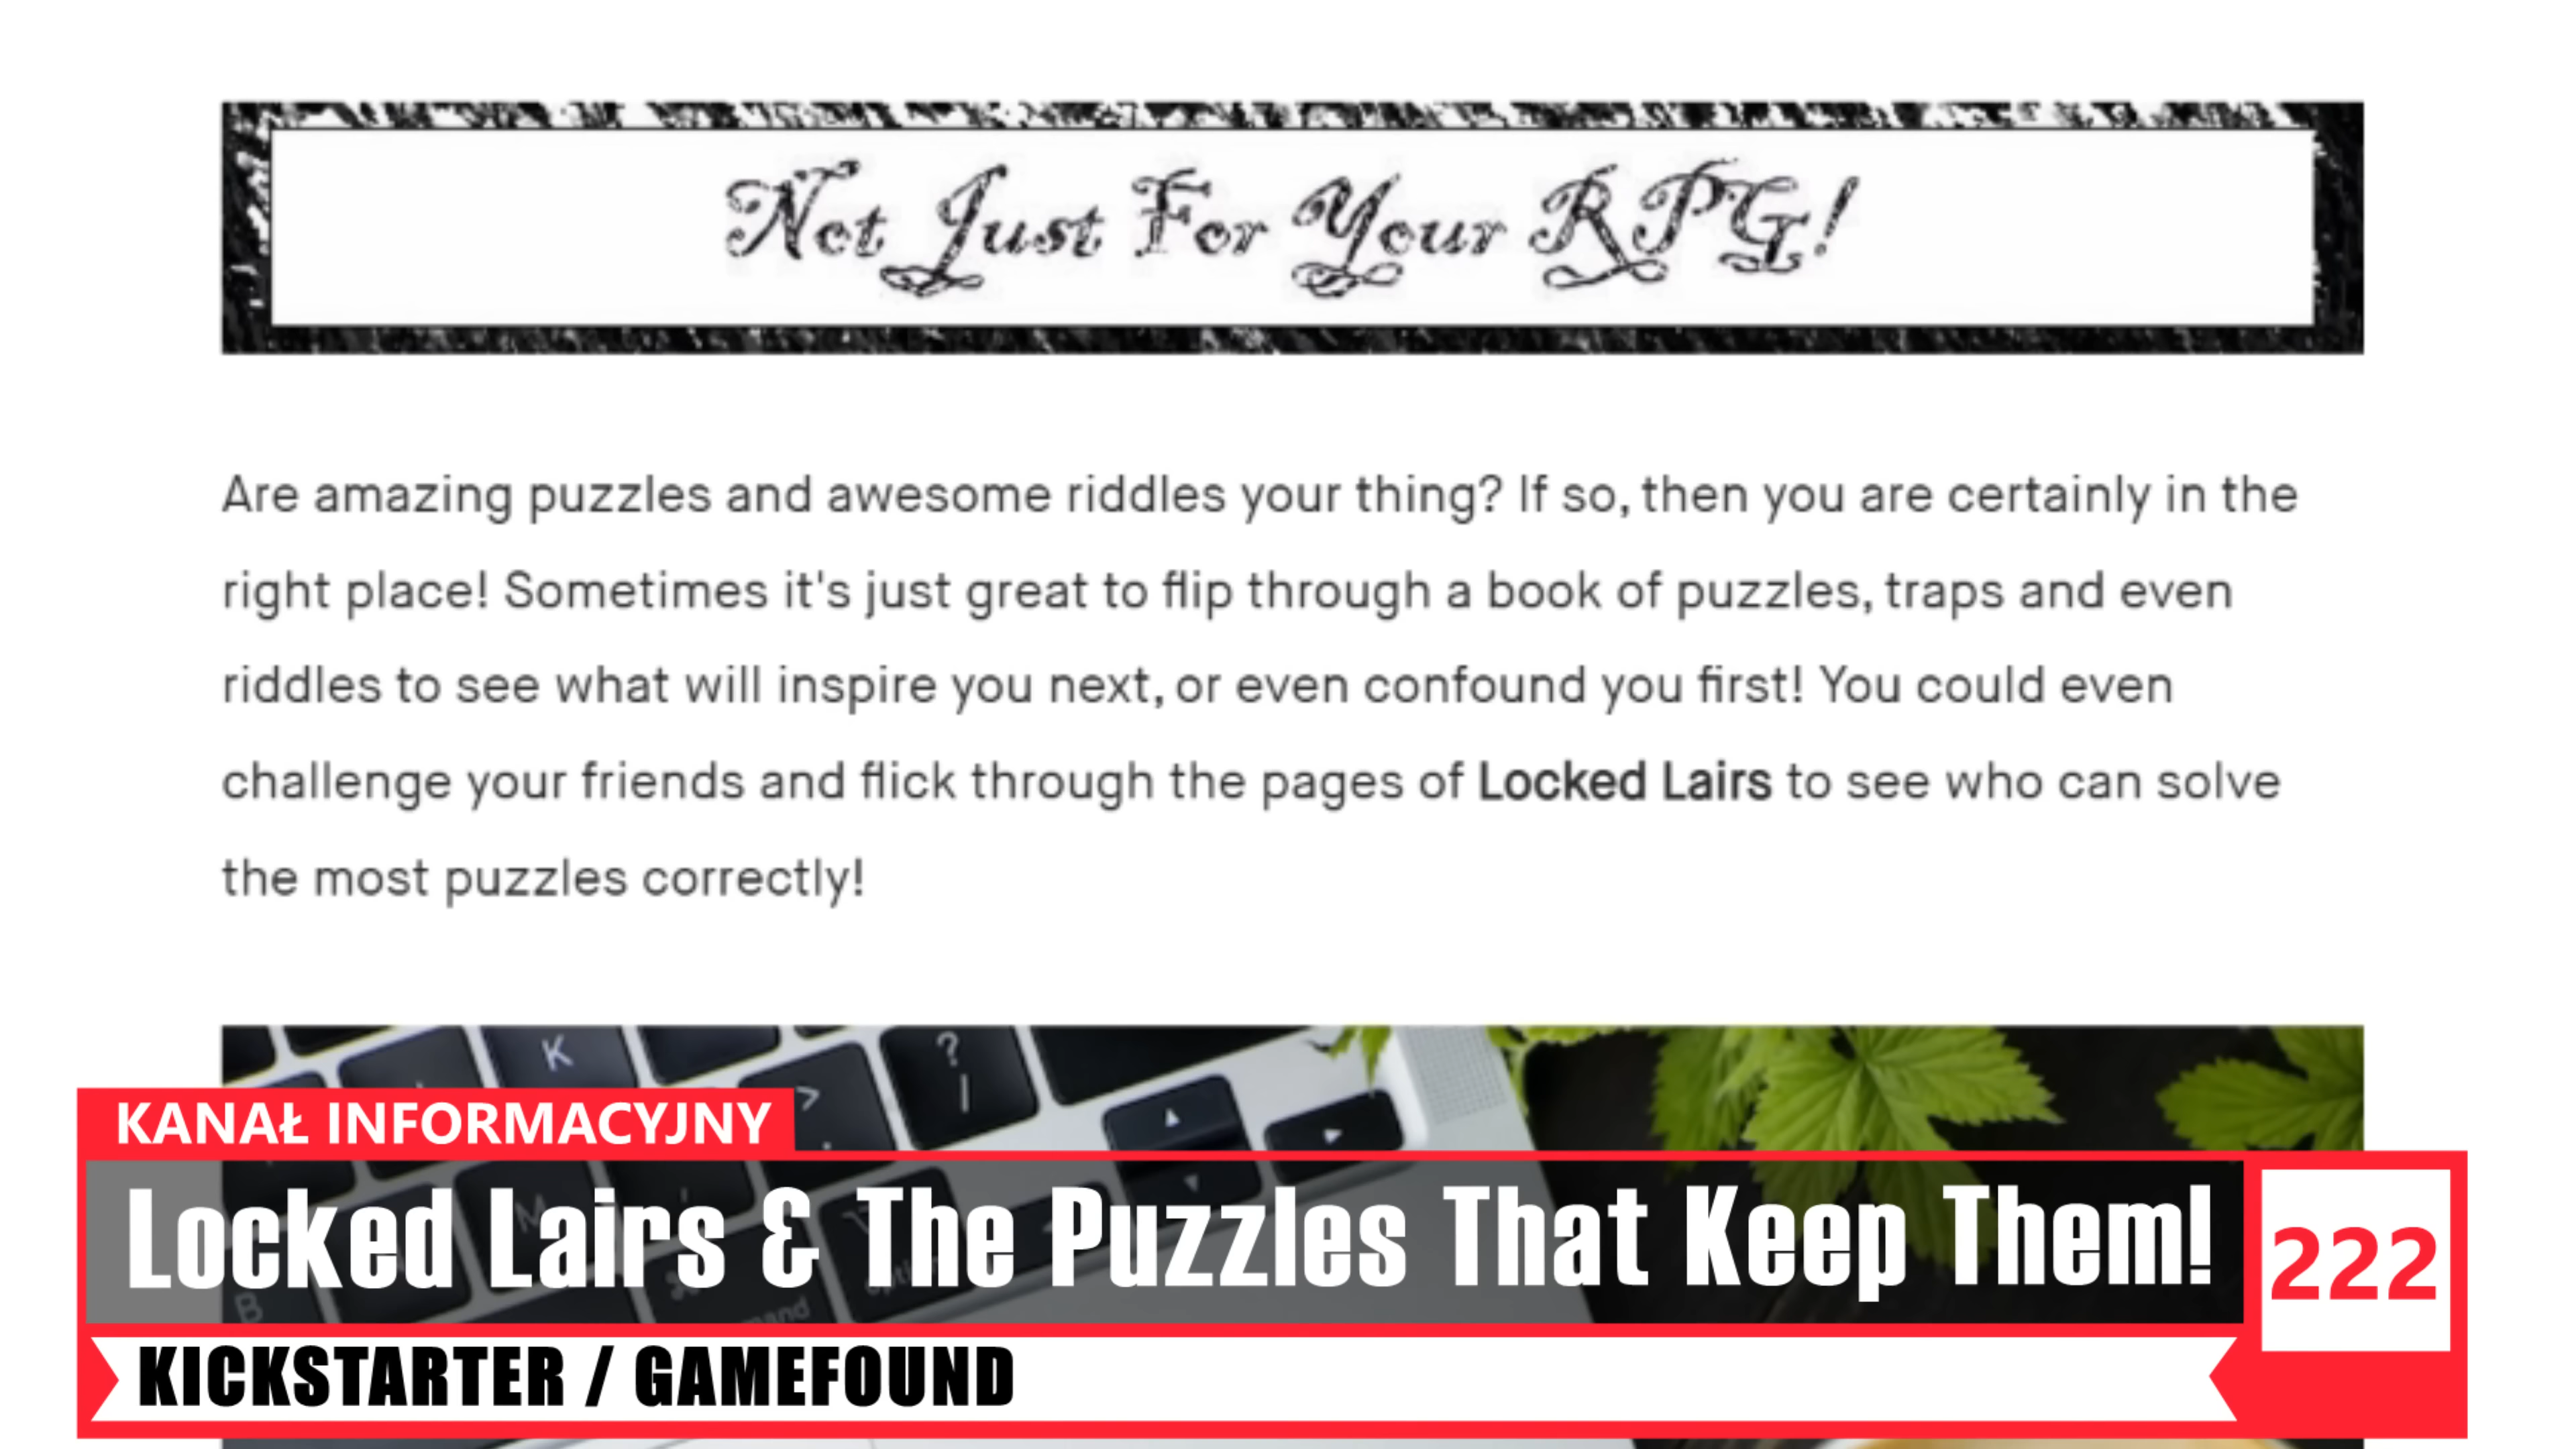 Not Just For Your RPG!
Are amazing puzzles and awesome riddles your thing? If so, then you are certainly in the
right place! Sometimes it's just great to flip through a book of puzzles, traps and even
riddles to see what will inspire you next, or even confound you first! You could even
challenge your friends and flick through the pages of Locked Lairs to see who can solve
the most puzzles correctly!
K
?
/
>
.
KANAŁ INFORMACYJNY
Locked Lairs & The Puzzles That Keep Them!
222
M
B
KICKSTARTER / GAMEFOUND